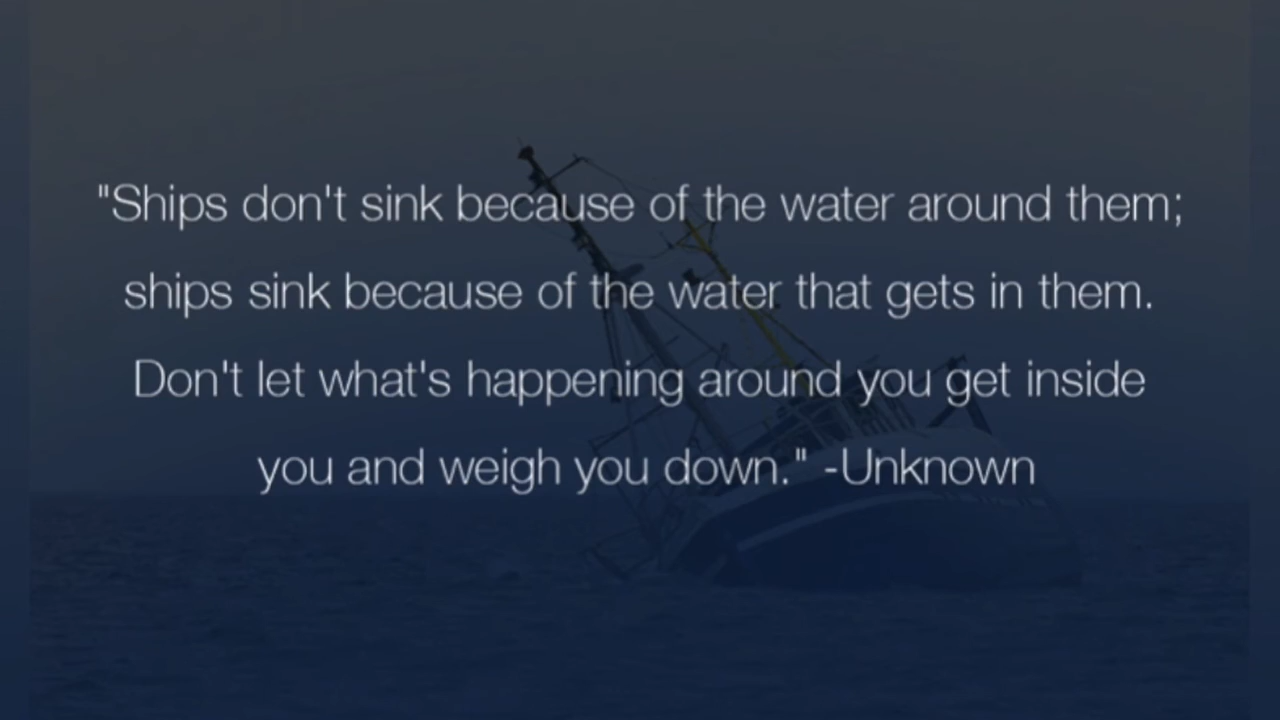 "Ships don't sink because of the water around them;
ships sink because of the water that gets in them.
Don't let what's happening around you get inside
you and weigh you down." -Unknown